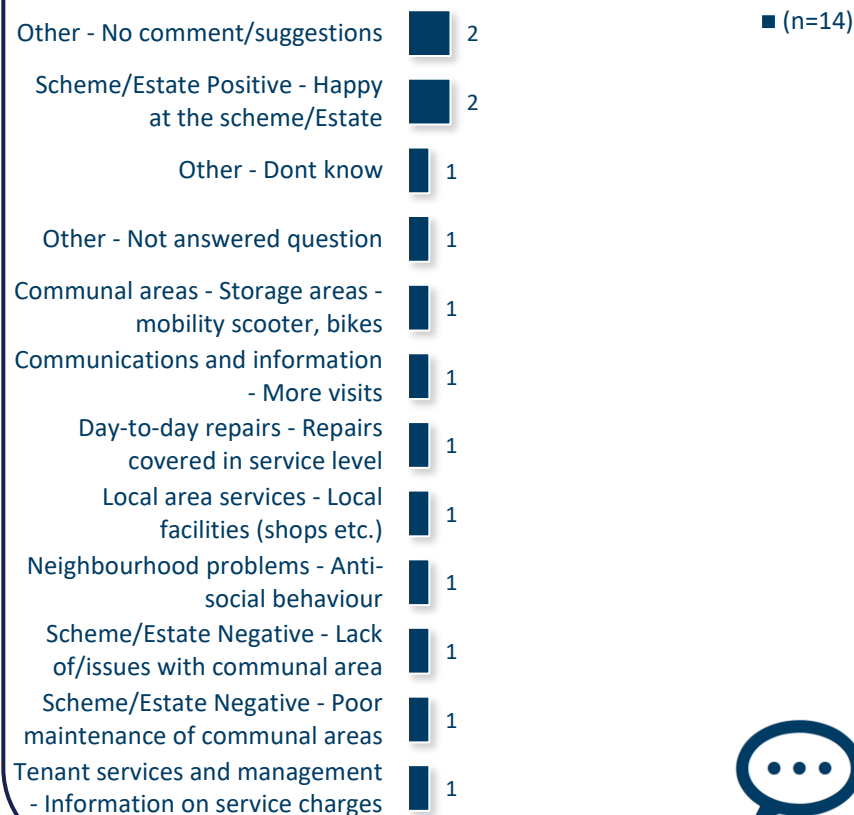 Other - No comment/suggestions
2
(n=14)
Scheme/Estate Positive - Happy
at the scheme/Estate
2
Other - Dont know
1
Other - Not answered question
1
Communal areas - Storage areas -
mobility scooter, bikes
1
Communications and information
- More visits
1
Day-to-day repairs - Repairs
covered in service level
1
Local area services - Local
facilities (shops etc.)
1
Neighbourhood problems - Anti-
social behaviour
1
Scheme/Estate Negative - Lack
of/issues with communal area
1
Scheme/Estate Negative - Poor
maintenance of communal areas
1
Tenant services and management
- Information on service charges
1